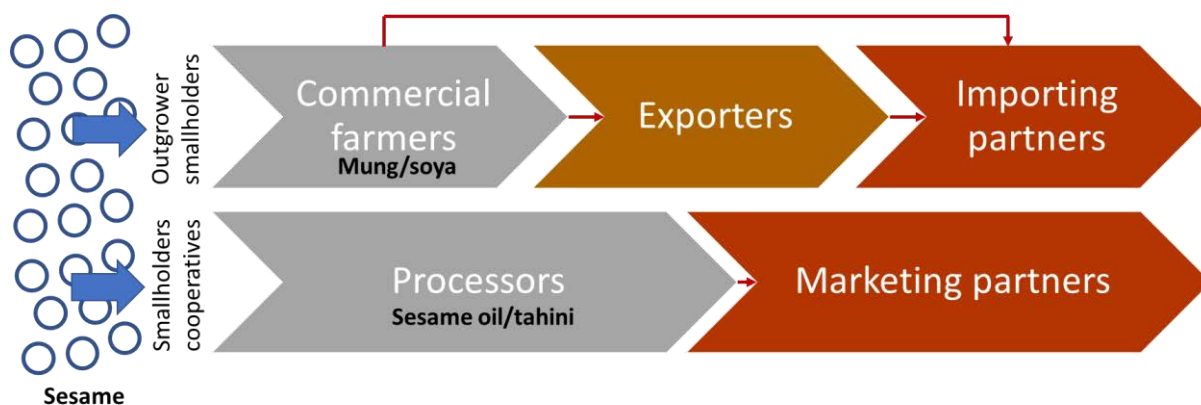 Outgrower
smallholders
Commercial
farmers
Mung/soya
Exporters
Importing
partners
Smallholders
cooperatives
Processors
Sesame oil/tahini
Marketing partners
Sesame